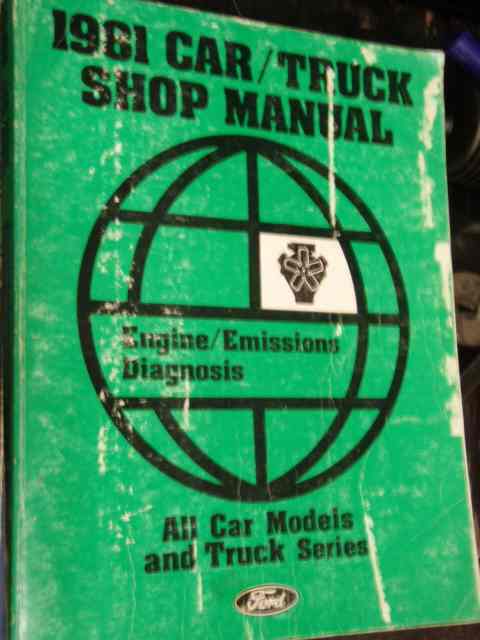 1981 CAR/TRUCK
SHOP MANUAL
Engine/Emissions
Diagnosis
All Car Models
and Truck Series
Ford